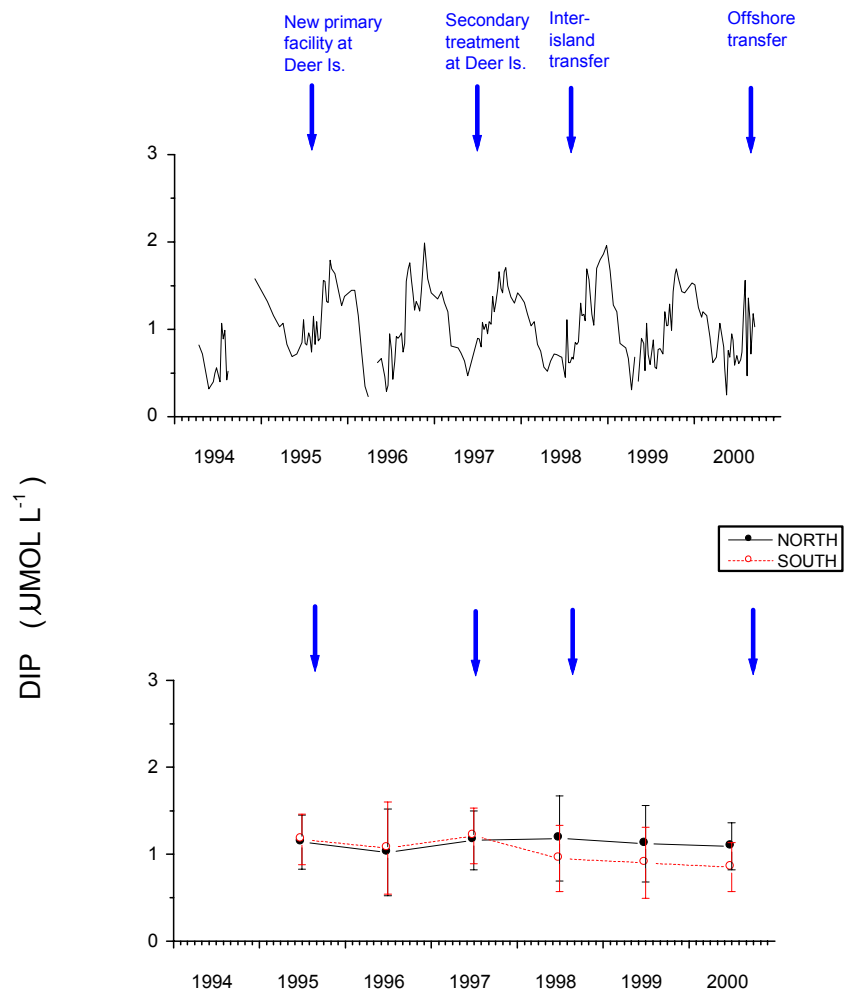 New primary
facility at
Deer Is.
Secondary
treatment
at Deer Is.
Inter-
island
transfer
Offshore
transfer
3
2
1
0
1994 1995 1996 1997 1998 1999 2000
DIP (μMOL L-1)
NORTH
SOUTH
3
2
1
0
1994 1995 1996 1997 1998 1999 2000